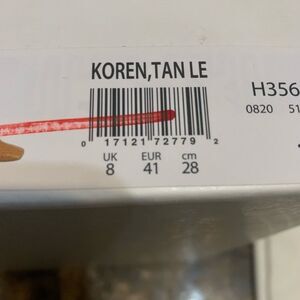 KOREN,TAN LE
H356
0820 51
0 17121 72779 2
UK EUR cm
8 41 28